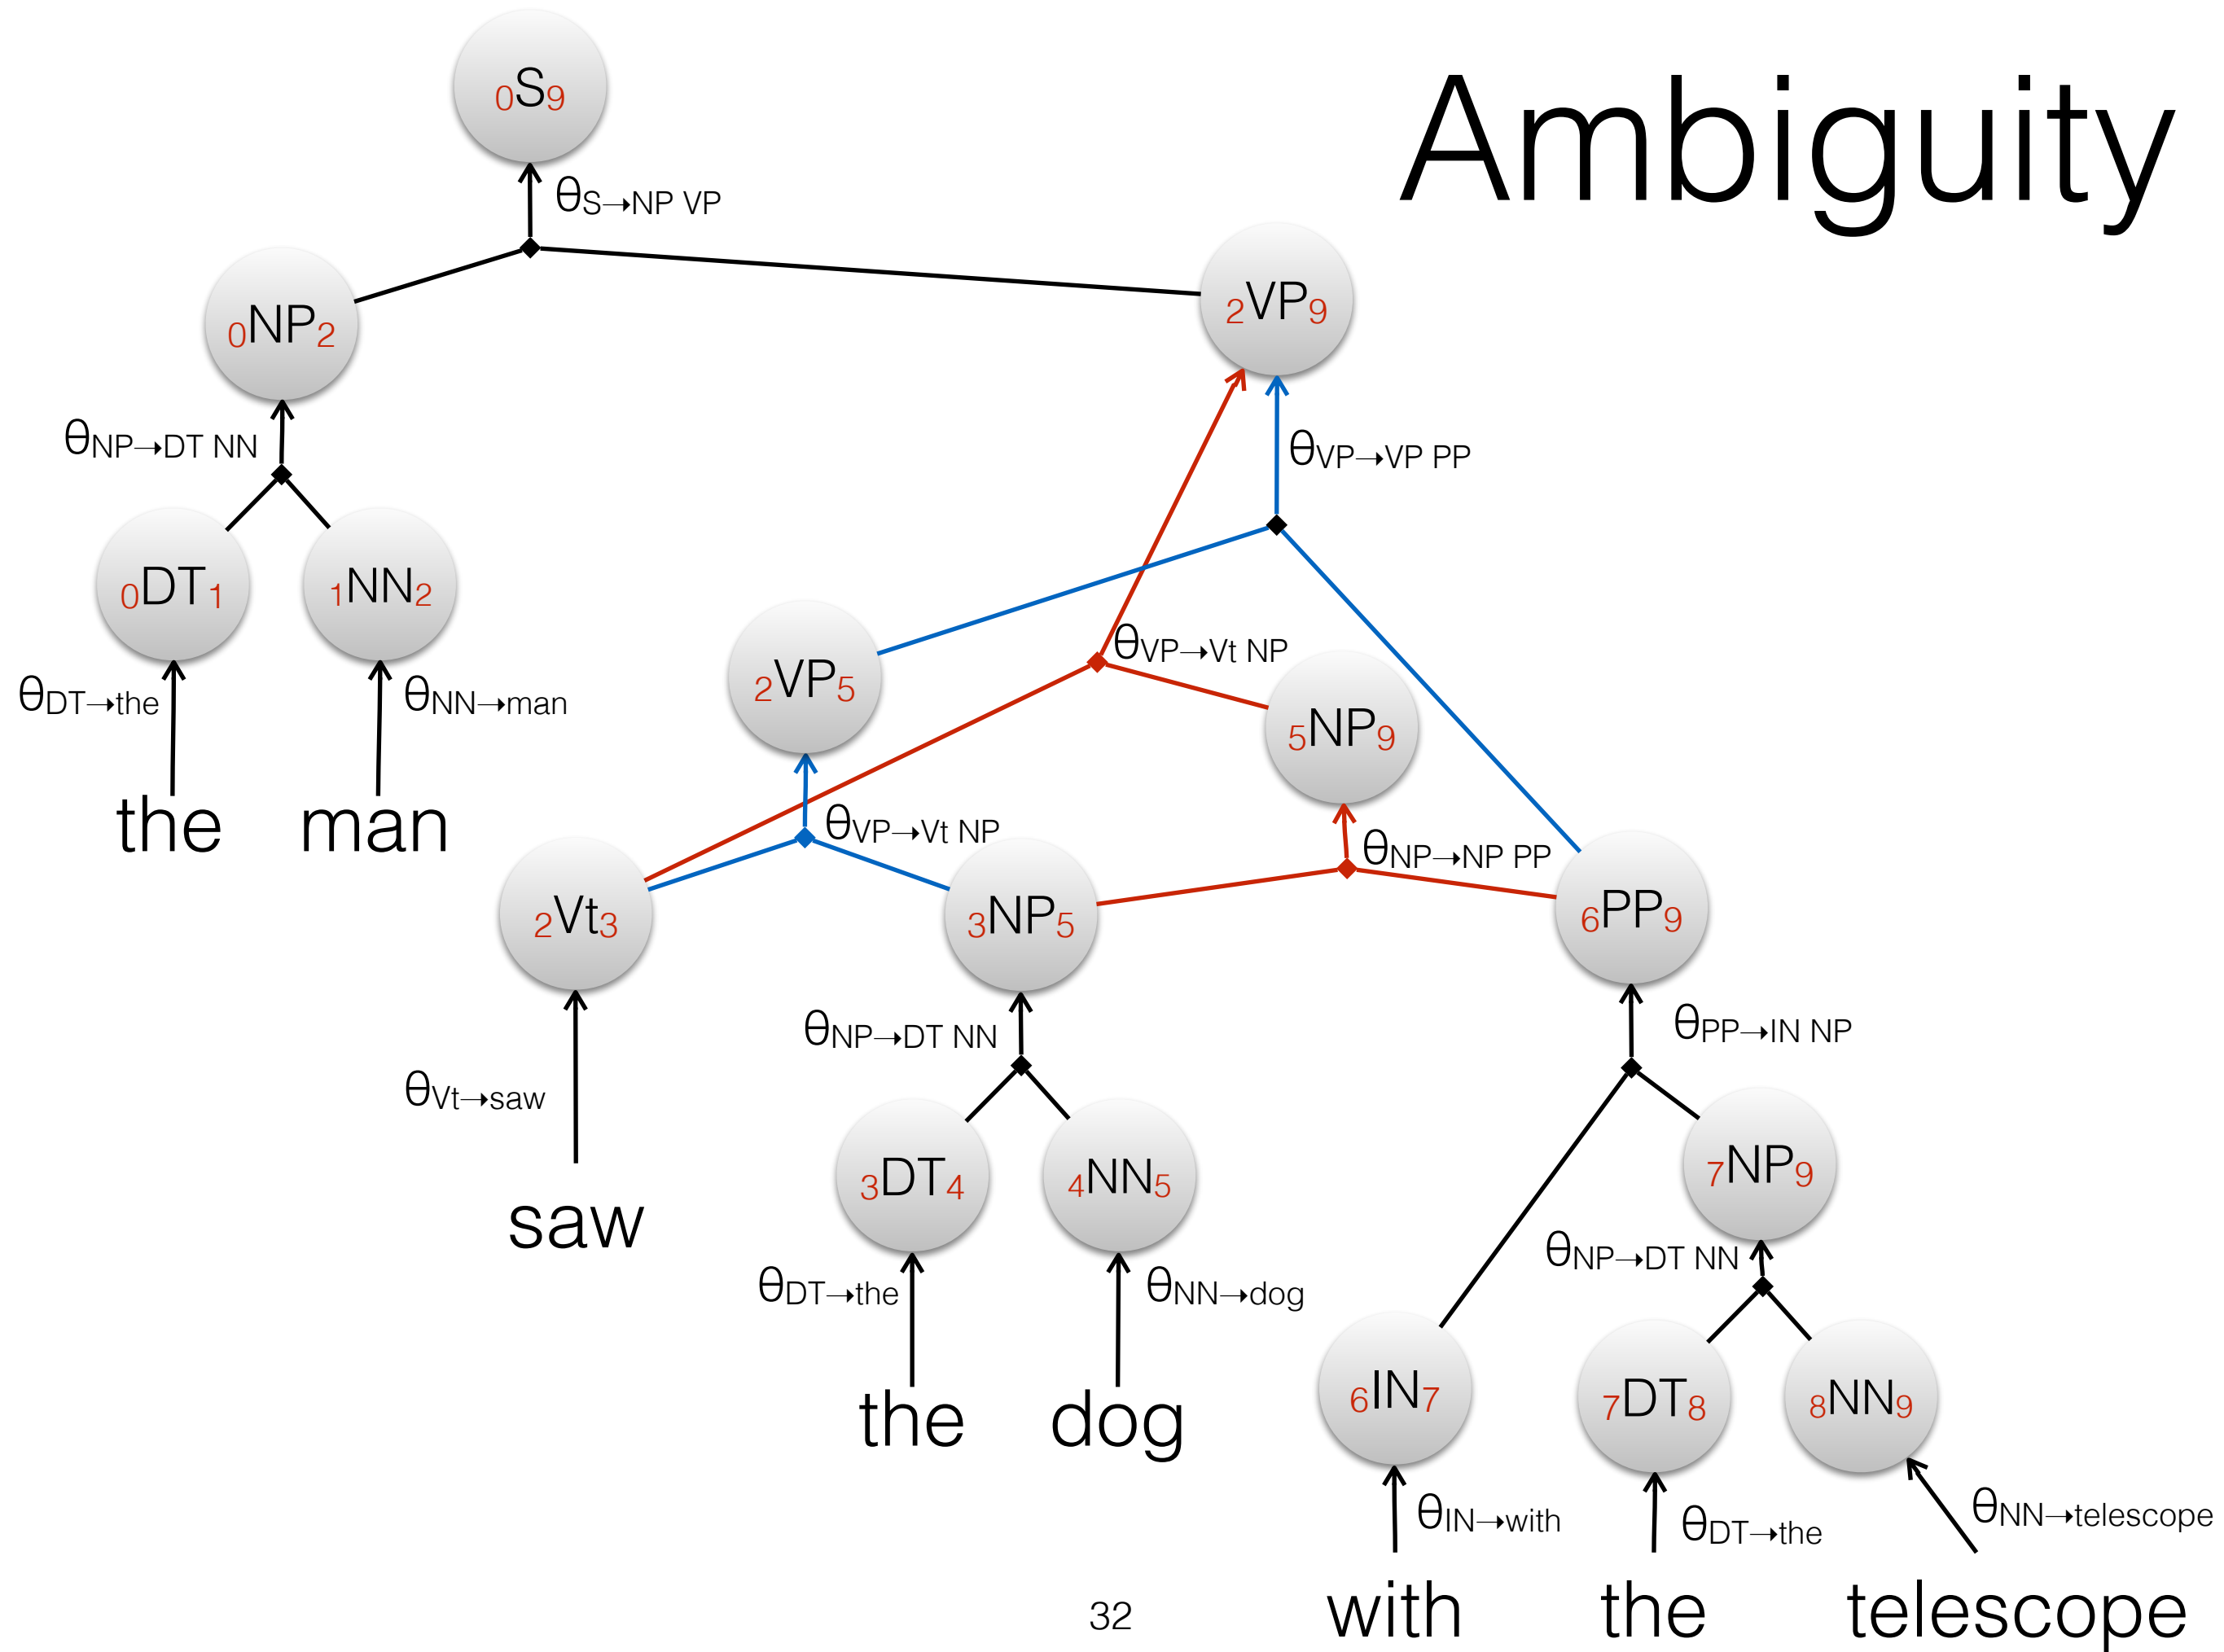 Ambiguity
0S9
θS→NP VP
0NP2
2VP9
θNP→DT NN
θVP→VP PP
0DT1
1NN2
2VP5
θVP→Vt NP
5NP9
θDT→the
θNN→man
the man
θVP→Vt NP
θNP→NP PP
2Vt3
3NP5
6PP9
θNP→DT NN
θPP→IN NP
θVt→saw
3DT4
4NN5
7NP9
saw
θDT→the
θNN→dog
θNP→DT NN
the dog
6IN7
7DT8
8NN9
θIN→with
θDT→the
θNN→telescope
with the telescope
32